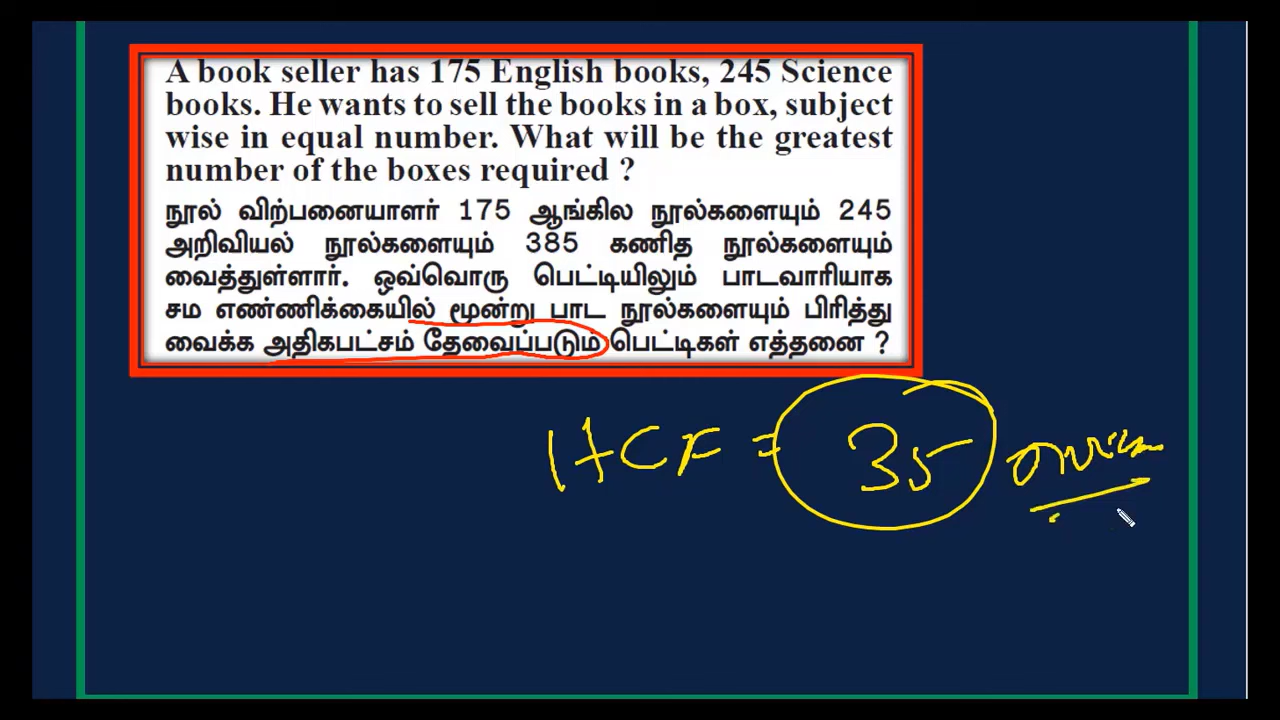 A book seller has 175 English books, 245 Science
books. He wants to sell the books in a box, subject
wise in equal number. What will be the greatest
number of the boxes required ?
நூல் விற்பனையாளர் 175 ஆங்கில நூல்களையும் 245
அறிவியல் நூல்களையும் 385 கணித நூல்களையும்
வைத்துள்ளார். ஒவ்வொரு பெட்டியிலும் பாடவாரியாக
சம எண்ணிக்கையில் மூன்று பாட நூல்களையும் பிரித்து
வைக்க அதிகபட்சம் தேவைப்படும் பெட்டிகள் எத்தனை ?
HCF = 35